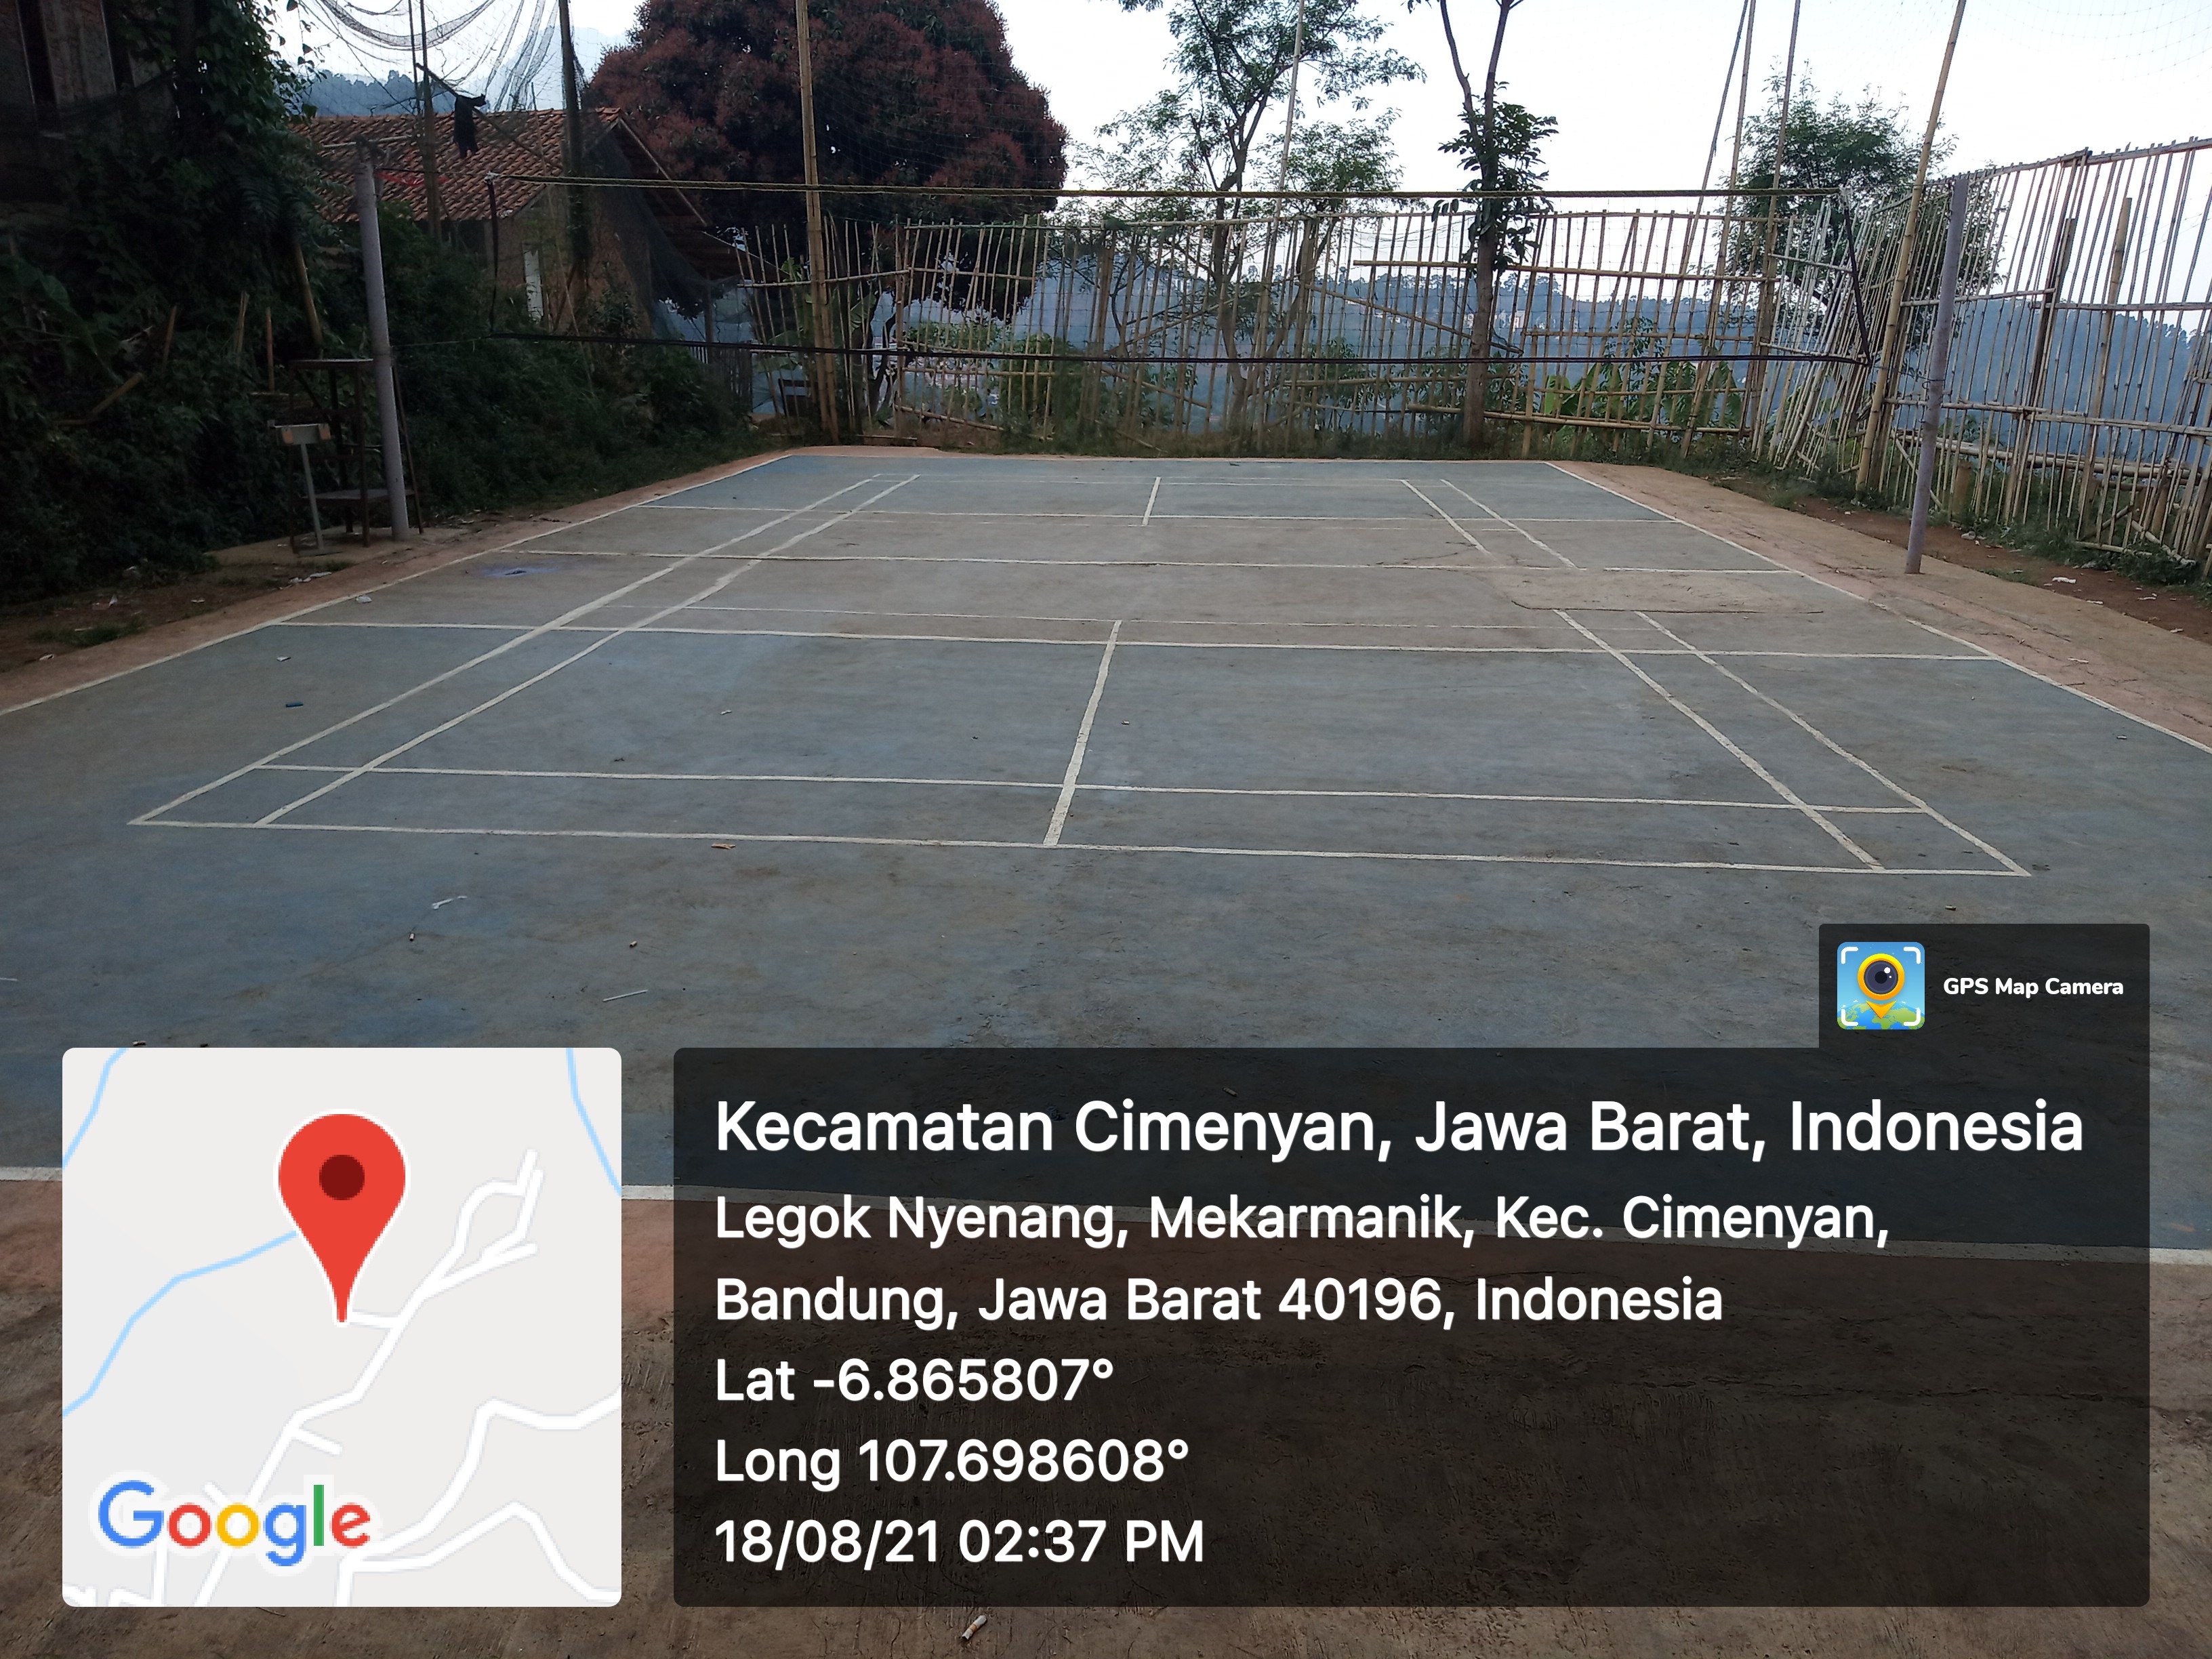 GPS Map Camera
Kecamatan Cimenyan, Jawa Barat, Indonesia
Legok Nyenang, Mekarmanik, Kec. Cimenyan,
Bandung, Jawa Barat 40196, Indonesia
Lat -6.865807°
Long 107.698608°
18/08/21 02:37 PM
Google